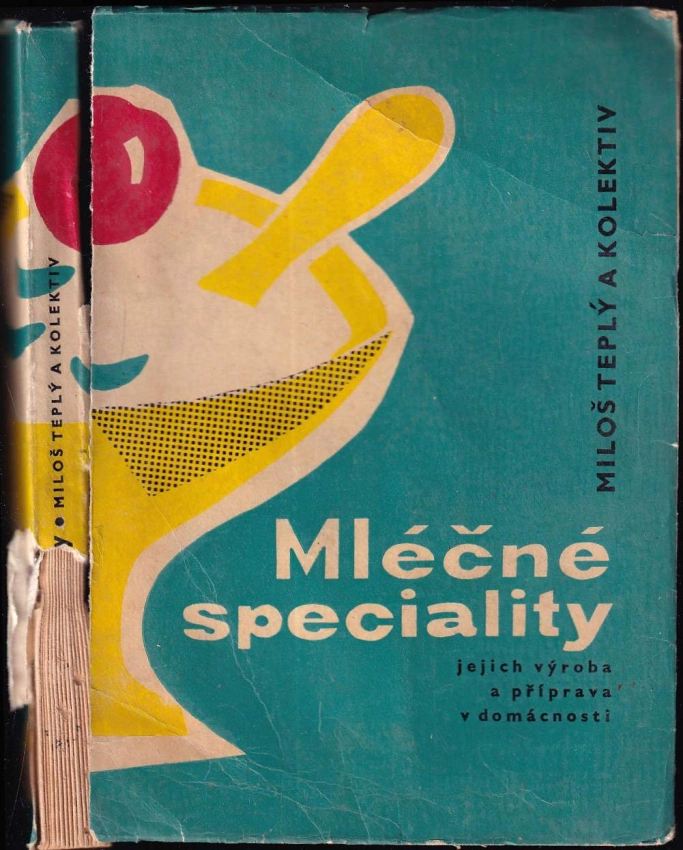 MILOŠ TEPLÝ A KOLEKTIV
Mléčné
speciality
jejich výroba
a příprava
v domácnosti
y • MILOŠ TEPLÝ A KOLEKTIV